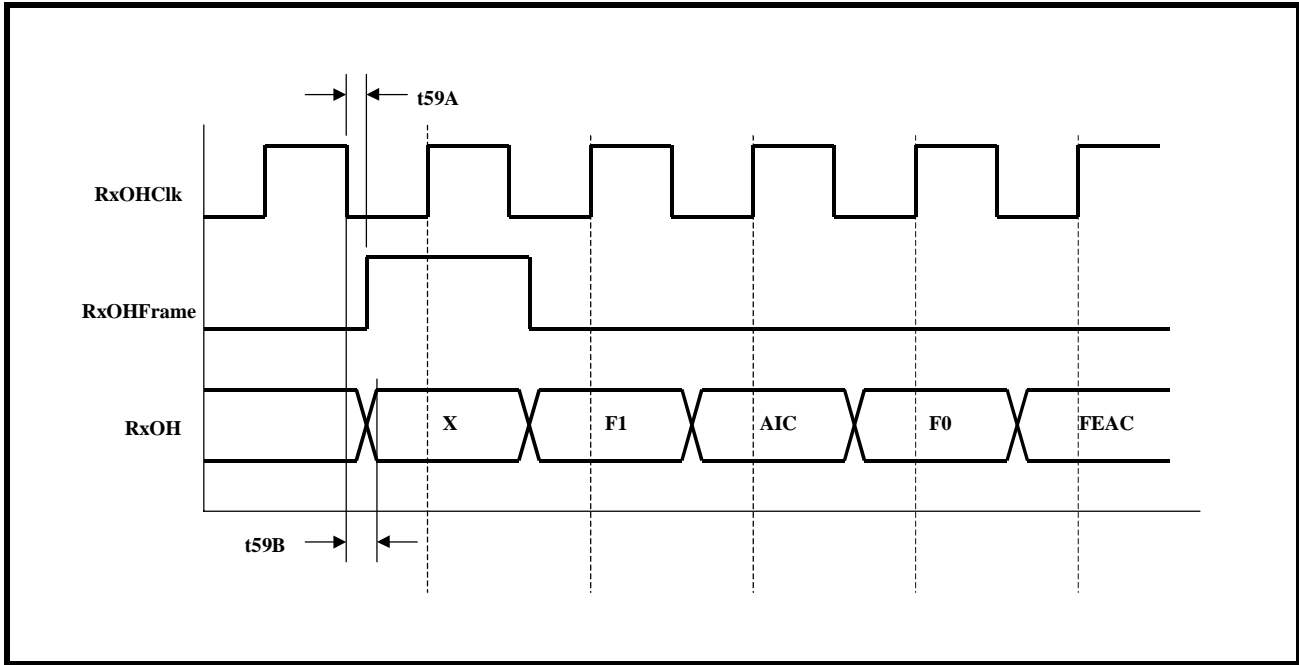 t59A
RxOHClk
RxOHFrame
RxOH
X
F1
AIC
F0
FEAC
t59B